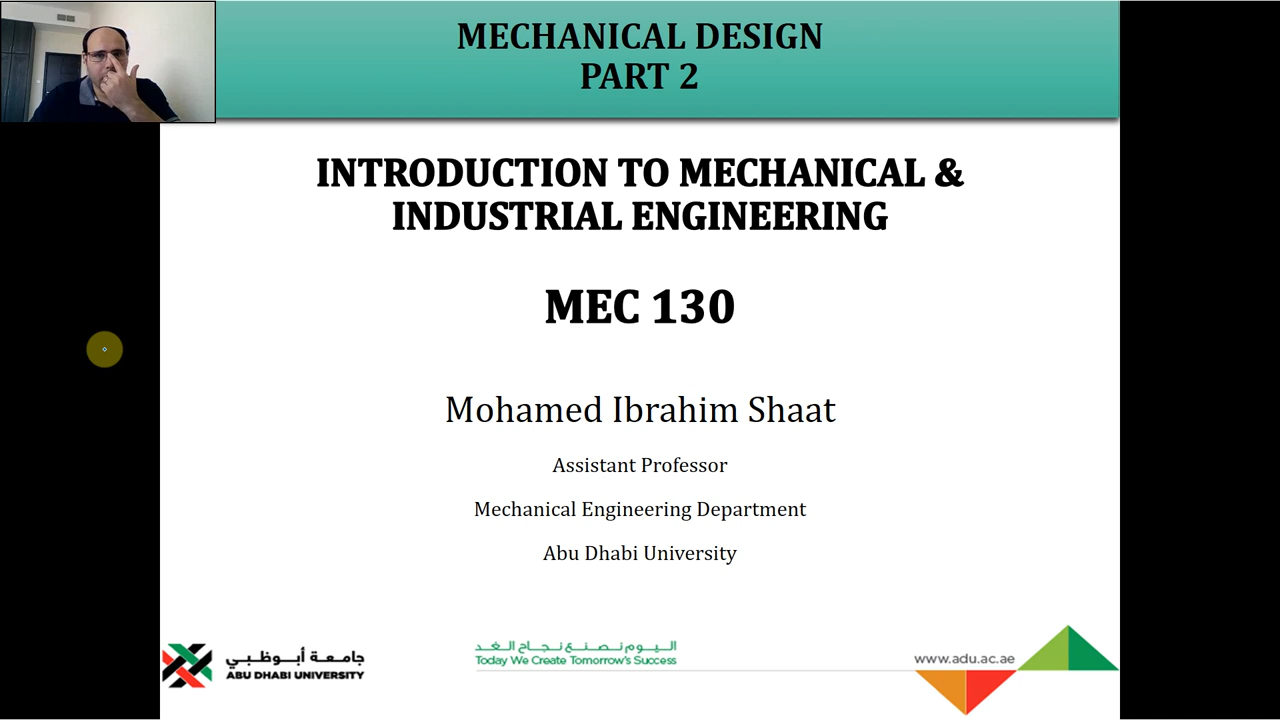 MECHANICAL DESIGN
PART 2
INTRODUCTION TO MECHANICAL &
INDUSTRIAL ENGINEERING
MEC 130
Mohamed Ibrahim Shaat
Assistant Professor
Mechanical Engineering Department
Abu Dhabi University
جامعة أبوظبي
ABU DHABI UNIVERSITY
اليوم نصنع نجاح الغد
Today We Create Tomorrow's Success
www.adu.ac.ae